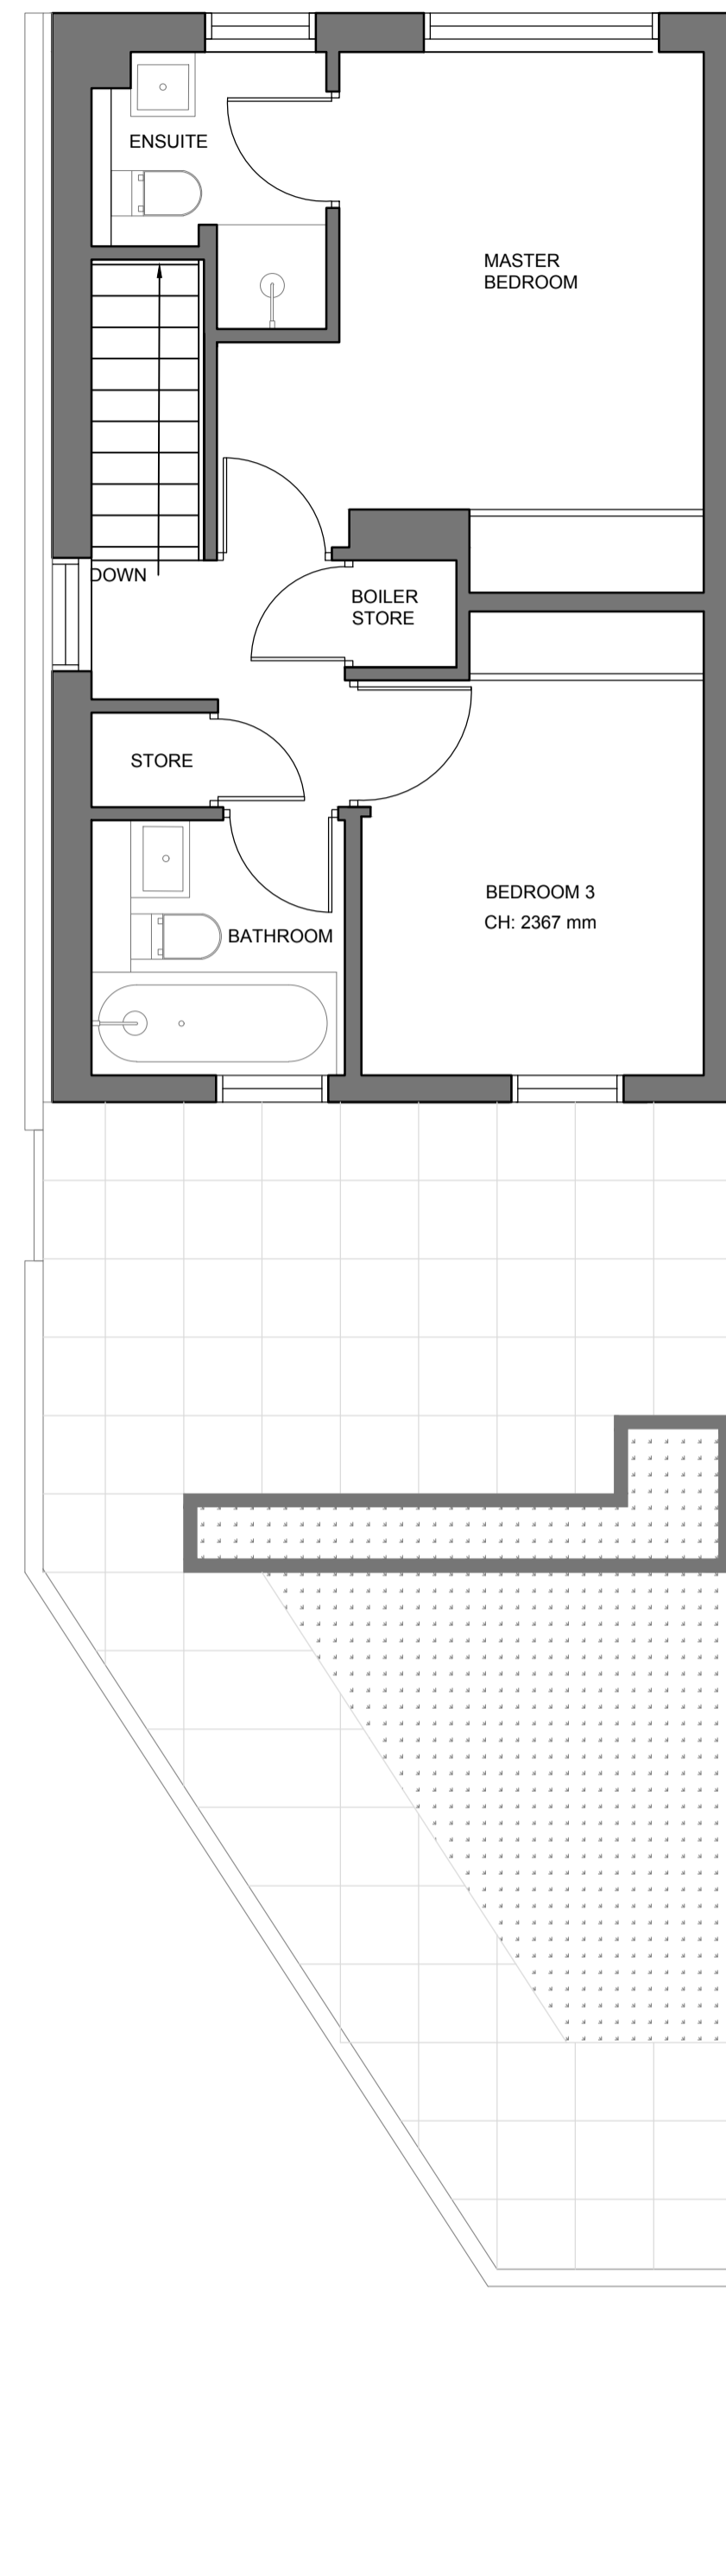 ENSUITE
MASTER
BEDROOM
DOWN
BOILER
STORE
STORE
BEDROOM 3
CH: 2367 mm
BATHROOM